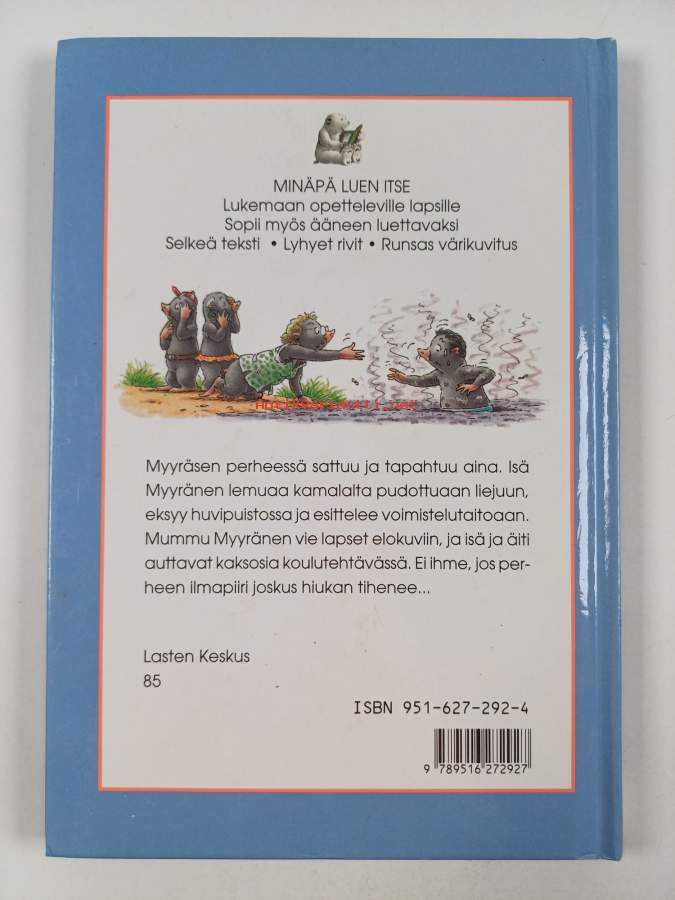 MINÄPÄ LUEN ITSE
Lukemaan opetteleville lapsille
Sopii myös ääneen luettavaksi
Selkeä teksti • Lyhyet rivit • Runsas värikuvitus
Myyräsen perheessä sattuu ja tapahtuu aina. Isä
Myyränen lemuaa kamalalta pudottuaan liejuun,
eksyy huvipuistossa ja esittelee voimistelutaitoaan.
Mummu Myyränen vie lapset elokuviin, ja isä ja äiti
auttavat kaksosia koulutehtävässä. Ei ihme, jos per-
heen ilmapiiri joskus hiukan tihenee...
Lasten Keskus
85
ISBN 951-627-292-4
9 789516 272927